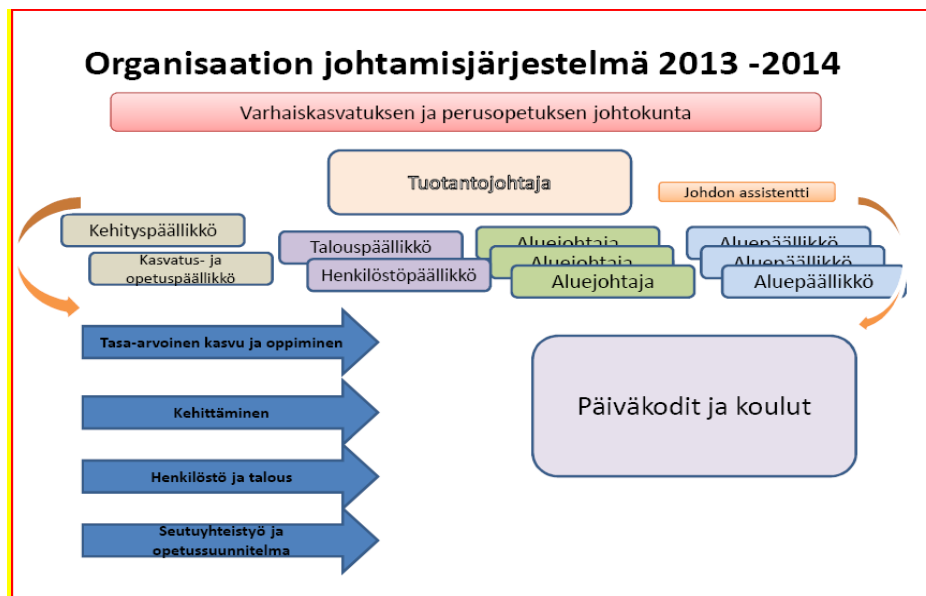 Organisaation johtamisjärjestelmä 2013 -2014
Varhaiskasvatuksen ja perusopetuksen johtokunta
Tuotantojohtaja
Johdon assistentti
Kehityspäällikkö
Kasvatus- ja
opetuspäällikkö
Talouspäällikkö
Henkilöstöpäällikkö
Aluejohtaja
Aluejohtaja
Aluejohtaja
Aluepäällikkö
Aluepäällikkö
Aluepäällikkö
Tasa-arvoinen kasvu ja oppiminen
Kehittäminen
Henkilöstö ja talous
Seutuyhteistyö ja
opetussuunnitelma
Päiväkodit ja koulut